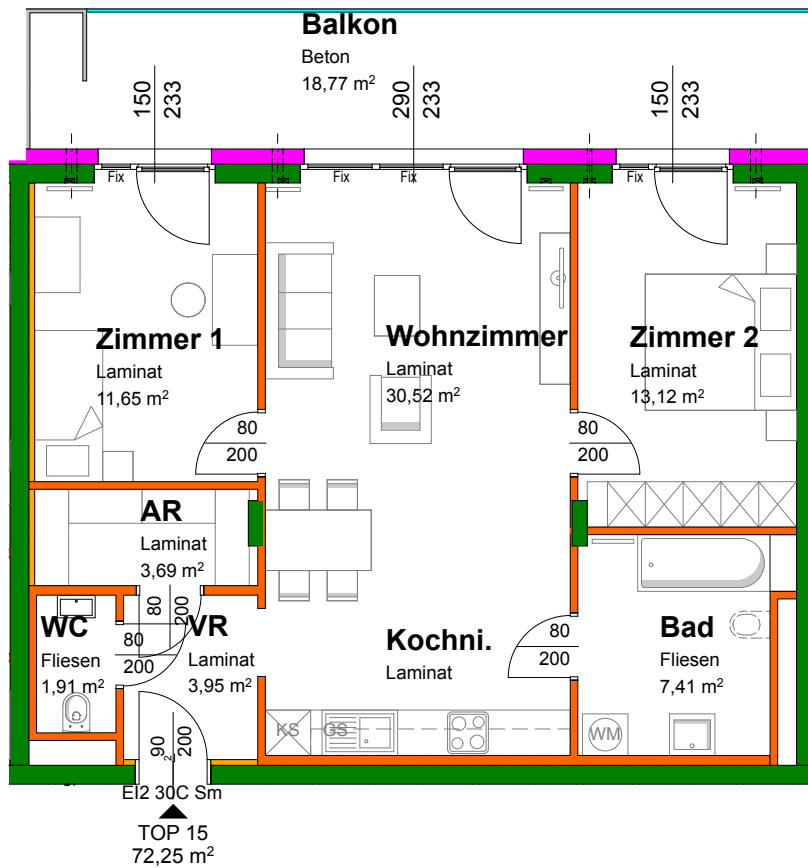 Balkon
Beton
18,77 m²
150
233
290
233
150
233
Fix
Fix
Fix
Fix
Zimmer 1
Laminat
11,65 m²
Wohnzimmer
Laminat
30,52 m²
Zimmer 2
Laminat
13,12 m²
80
200
80
200
AR
Laminat
3,69 m²
80
200
WC
Fliesen
1,91 m²
80
200
VR
Laminat
3,95 m²
Kochni.
Laminat
80
200
Bad
Fliesen
7,41 m²
KS
GS
WM
90
200
2
EI2 30C Sm
TOP 15
72,25 m²